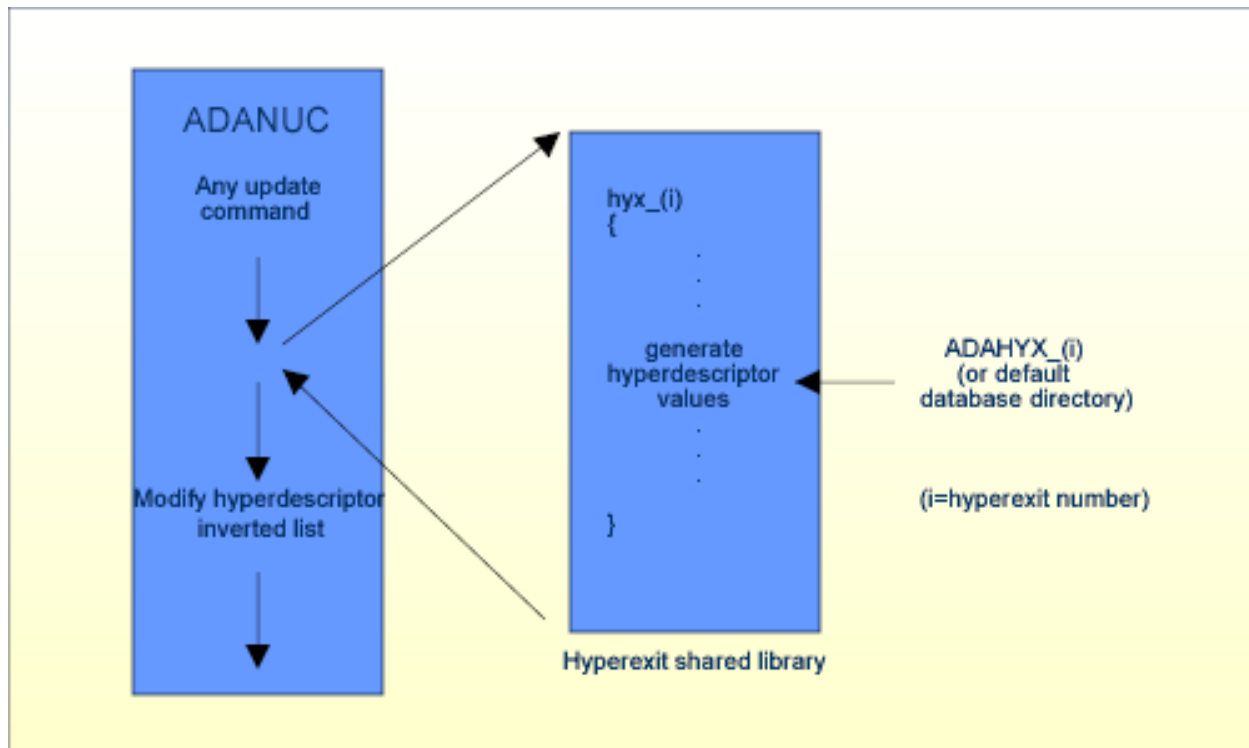 ADANUC
Any update
command
Modify hyperdescriptor
inverted list
hyx_(i)
{
.
.
.
generate
hyperdescriptor
values
.
.
.
}
Hyperexit shared library
ADAHYX_(i)
(or default
database directory)
(i=hyperexit number)